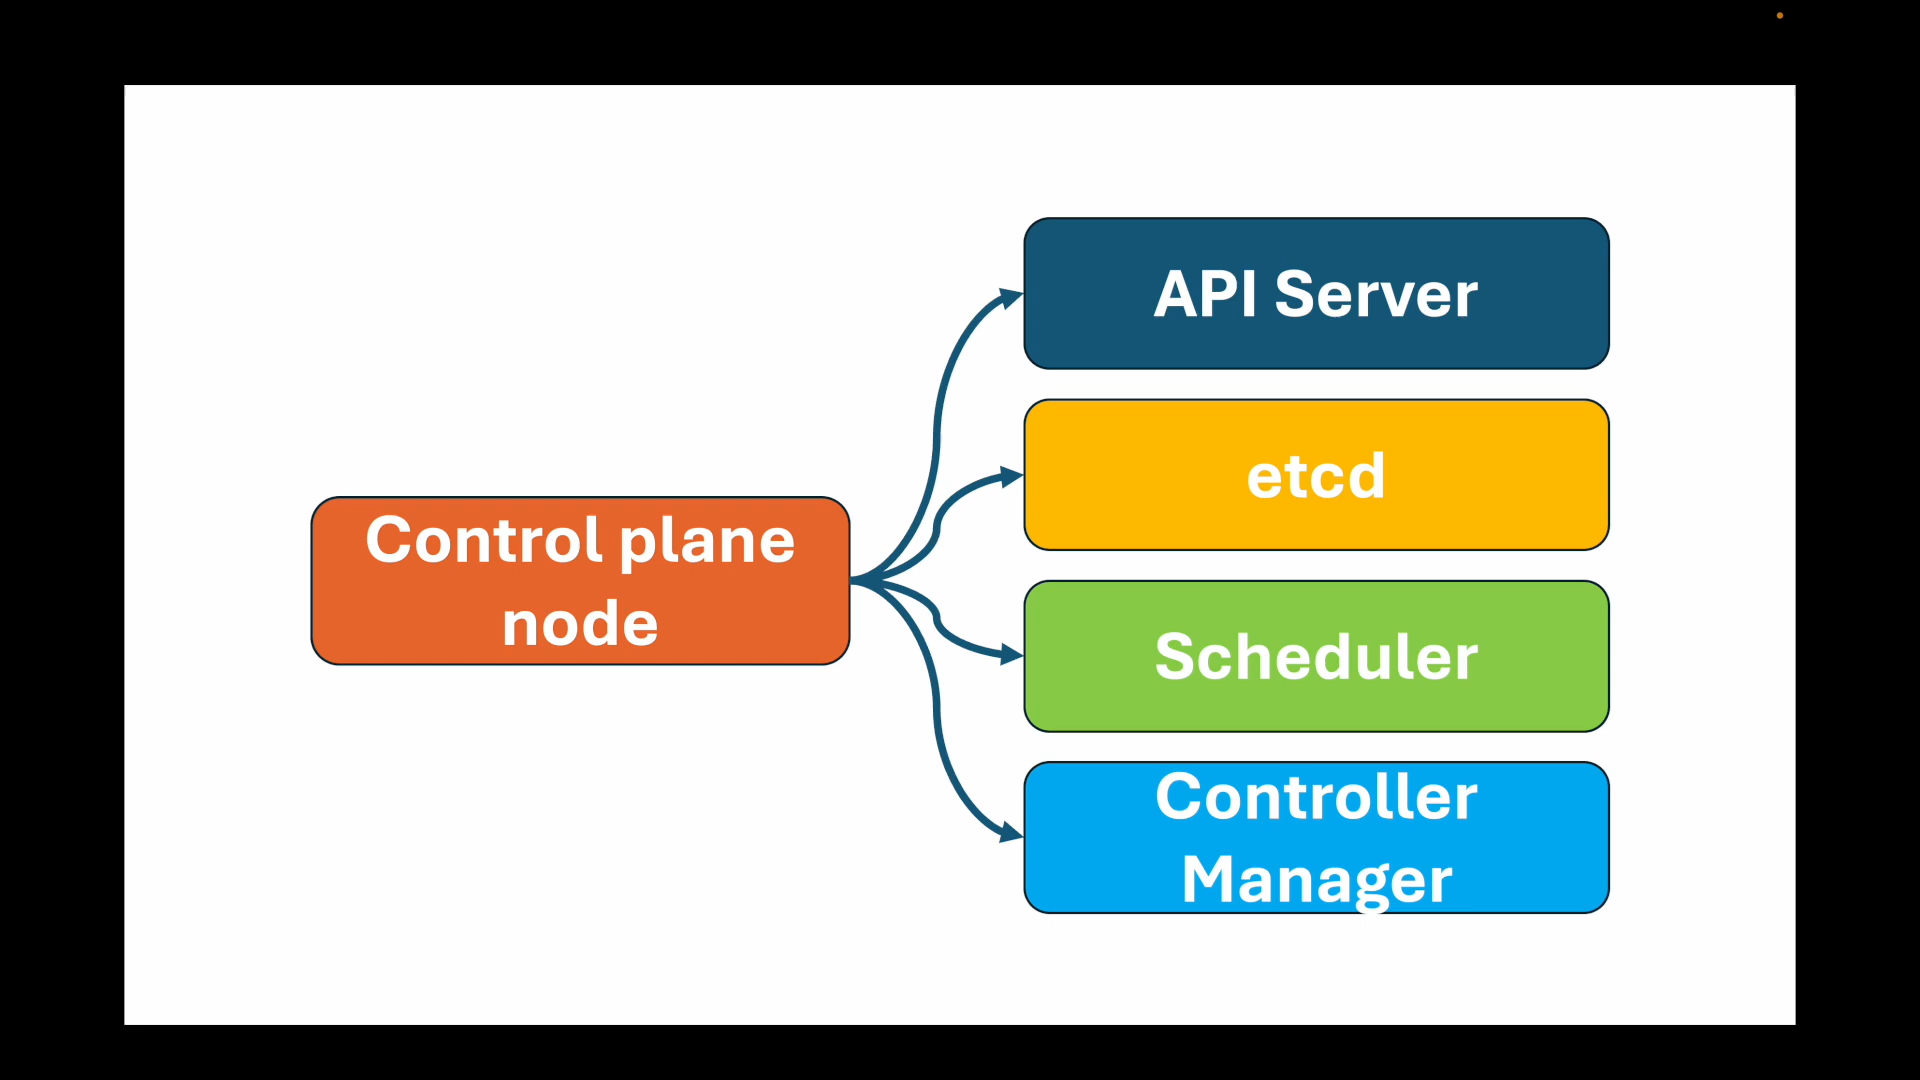 API Server
etcd
Control plane
node
Scheduler
Controller
Manager